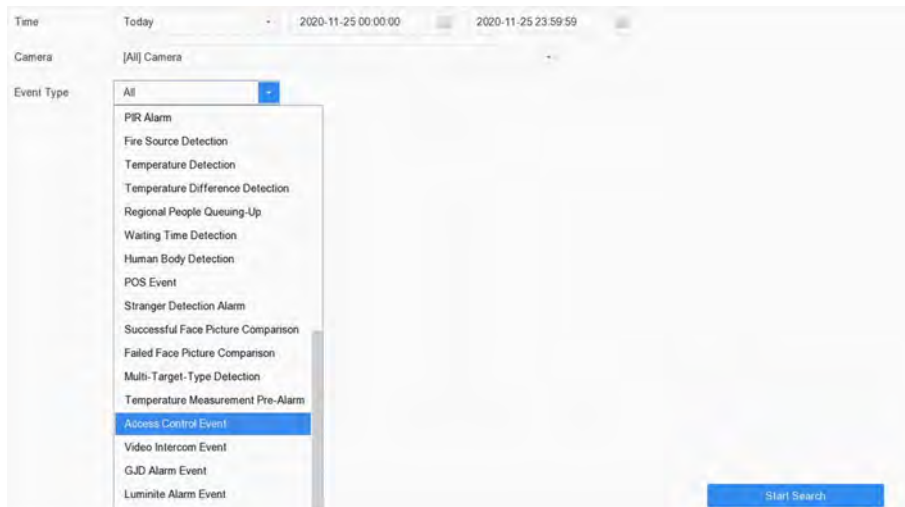 Time Today 2020-11-25 00:00:00 2020-11-25 23:59:59
Camera [All] Camera
Event Type All
PIR Alarm
Fire Source Detection
Temperature Detection
Temperature Difference Detection
Regional People Queuing-Up
Waiting Time Detection
Human Body Detection
POS Event
Stranger Detection Alarm
Successful Face Picture Comparison
Failed Face Picture Comparison
Multi-Target-Type Detection
Temperature Measurement Pre-Alarm
Access Control Event
Video Intercom Event
GJD Alarm Event
Luminite Alarm Event
Start Search